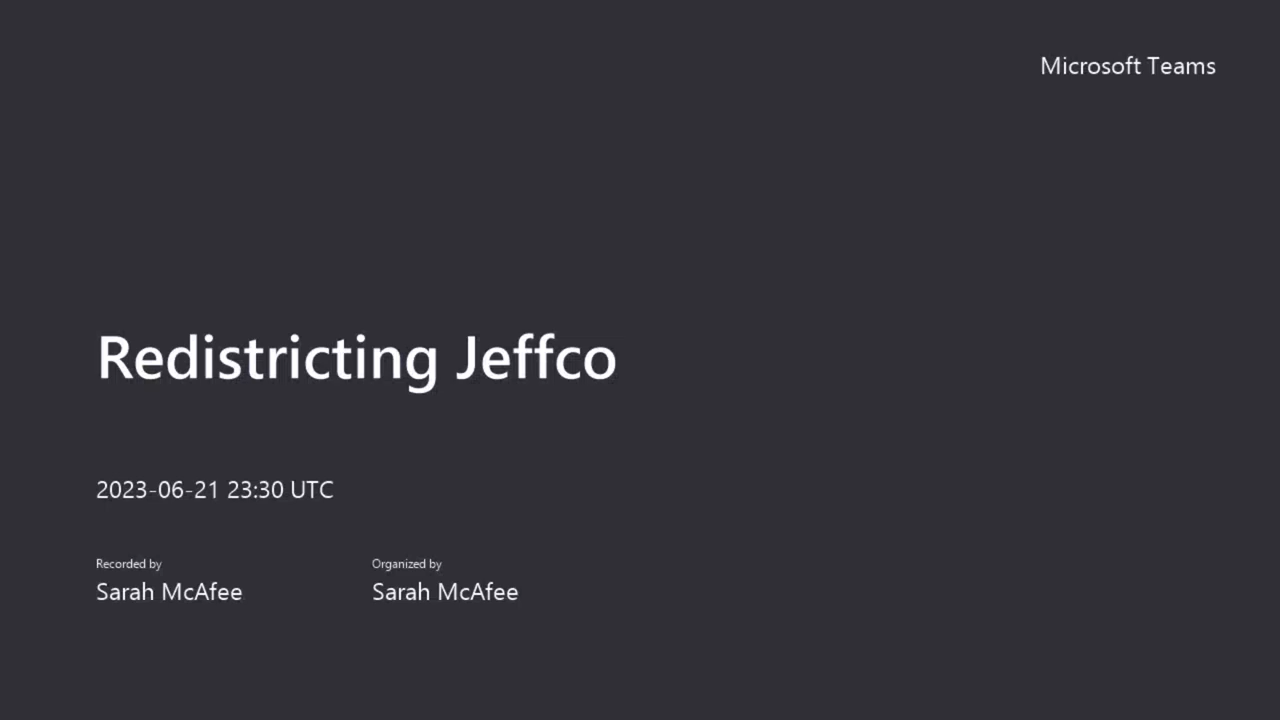 Microsoft Teams
Redistricting Jeffco
2023-06-21 23:30 UTC
Recorded by
Sarah McAfee
Organized by
Sarah McAfee